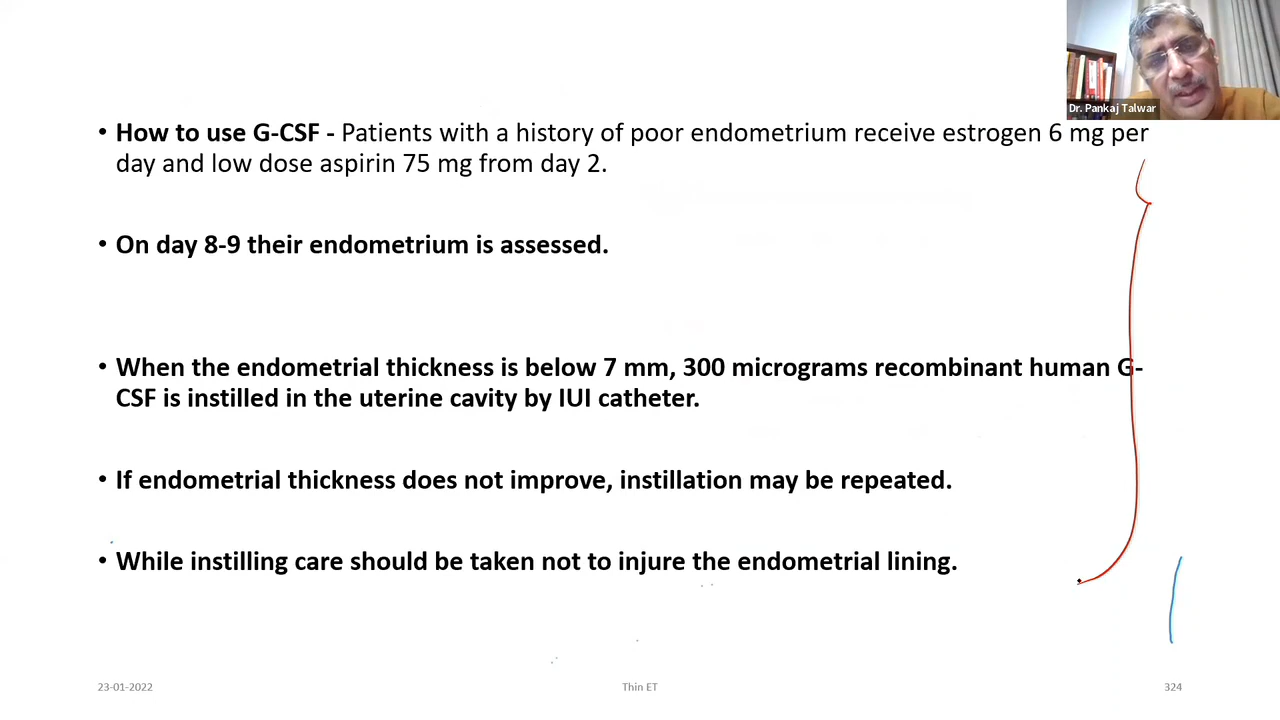 Dr. Pankaj Talwar
• How to use G-CSF - Patients with a history of poor endometrium receive estrogen 6 mg per
day and low dose aspirin 75 mg from day 2.
• On day 8-9 their endometrium is assessed.
• When the endometrial thickness is below 7 mm, 300 micrograms recombinant human G-
CSF is instilled in the uterine cavity by IUI catheter.
• If endometrial thickness does not improve, instillation may be repeated.
• While instilling care should be taken not to injure the endometrial lining.
23-01-2022
Thin ET
324